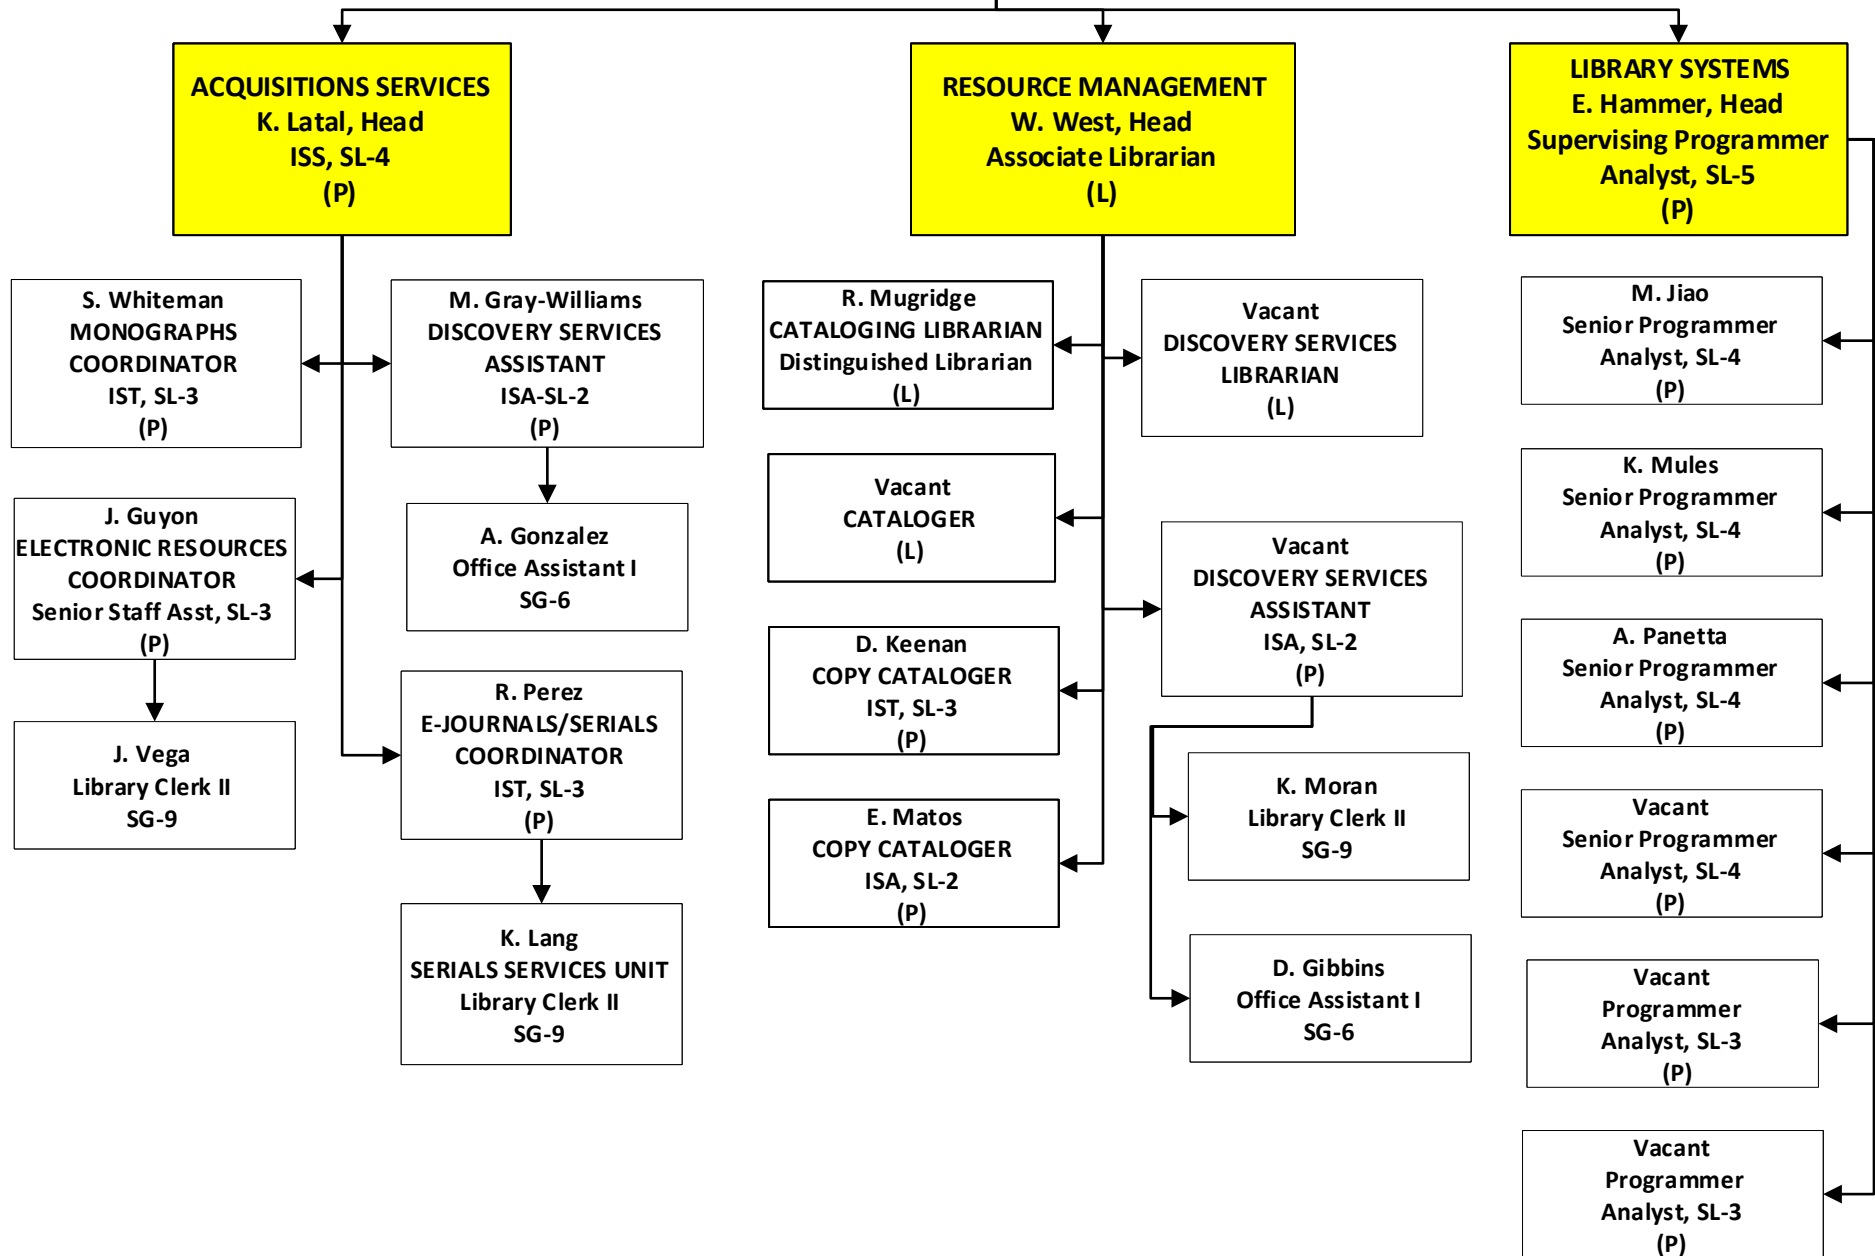 ACQUISITIONS SERVICES
K. Latal, Head
ISS, SL-4
(P)
S. Whiteman
MONOGRAPHS
COORDINATOR
IST, SL-3
(P)
M. Gray-Williams
DISCOVERY SERVICES
ASSISTANT
ISA-SL-2
(P)
A. Gonzalez
Office Assistant I
SG-6
J. Guyon
ELECTRONIC RESOURCES
COORDINATOR
Senior Staff Asst, SL-3
(P)
J. Vega
Library Clerk II
SG-9
R. Perez
E-JOURNALS/SERIALS
COORDINATOR
IST, SL-3
(P)
K. Lang
SERIALS SERVICES UNIT
Library Clerk II
SG-9
RESOURCE MANAGEMENT
W. West, Head
Associate Librarian
(L)
R. Mugridge
CATALOGING LIBRARIAN
Distinguished Librarian
(L)
Vacant
DISCOVERY SERVICES
LIBRARIAN
(L)
Vacant
CATALOGER
(L)
Vacant
DISCOVERY SERVICES
ASSISTANT
ISA, SL-2
(P)
D. Keenan
COPY CATALOGER
IST, SL-3
(P)
E. Matos
COPY CATALOGER
ISA, SL-2
(P)
K. Moran
Library Clerk II
SG-9
D. Gibbins
Office Assistant I
SG-6
LIBRARY SYSTEMS
E. Hammer, Head
Supervising Programmer
Analyst, SL-5
(P)
M. Jiao
Senior Programmer
Analyst, SL-4
(P)
K. Mules
Senior Programmer
Analyst, SL-4
(P)
A. Panetta
Senior Programmer
Analyst, SL-4
(P)
Vacant
Senior Programmer
Analyst, SL-4
(P)
Vacant
Programmer
Analyst, SL-3
(P)
Vacant
Programmer
Analyst, SL-3
(P)